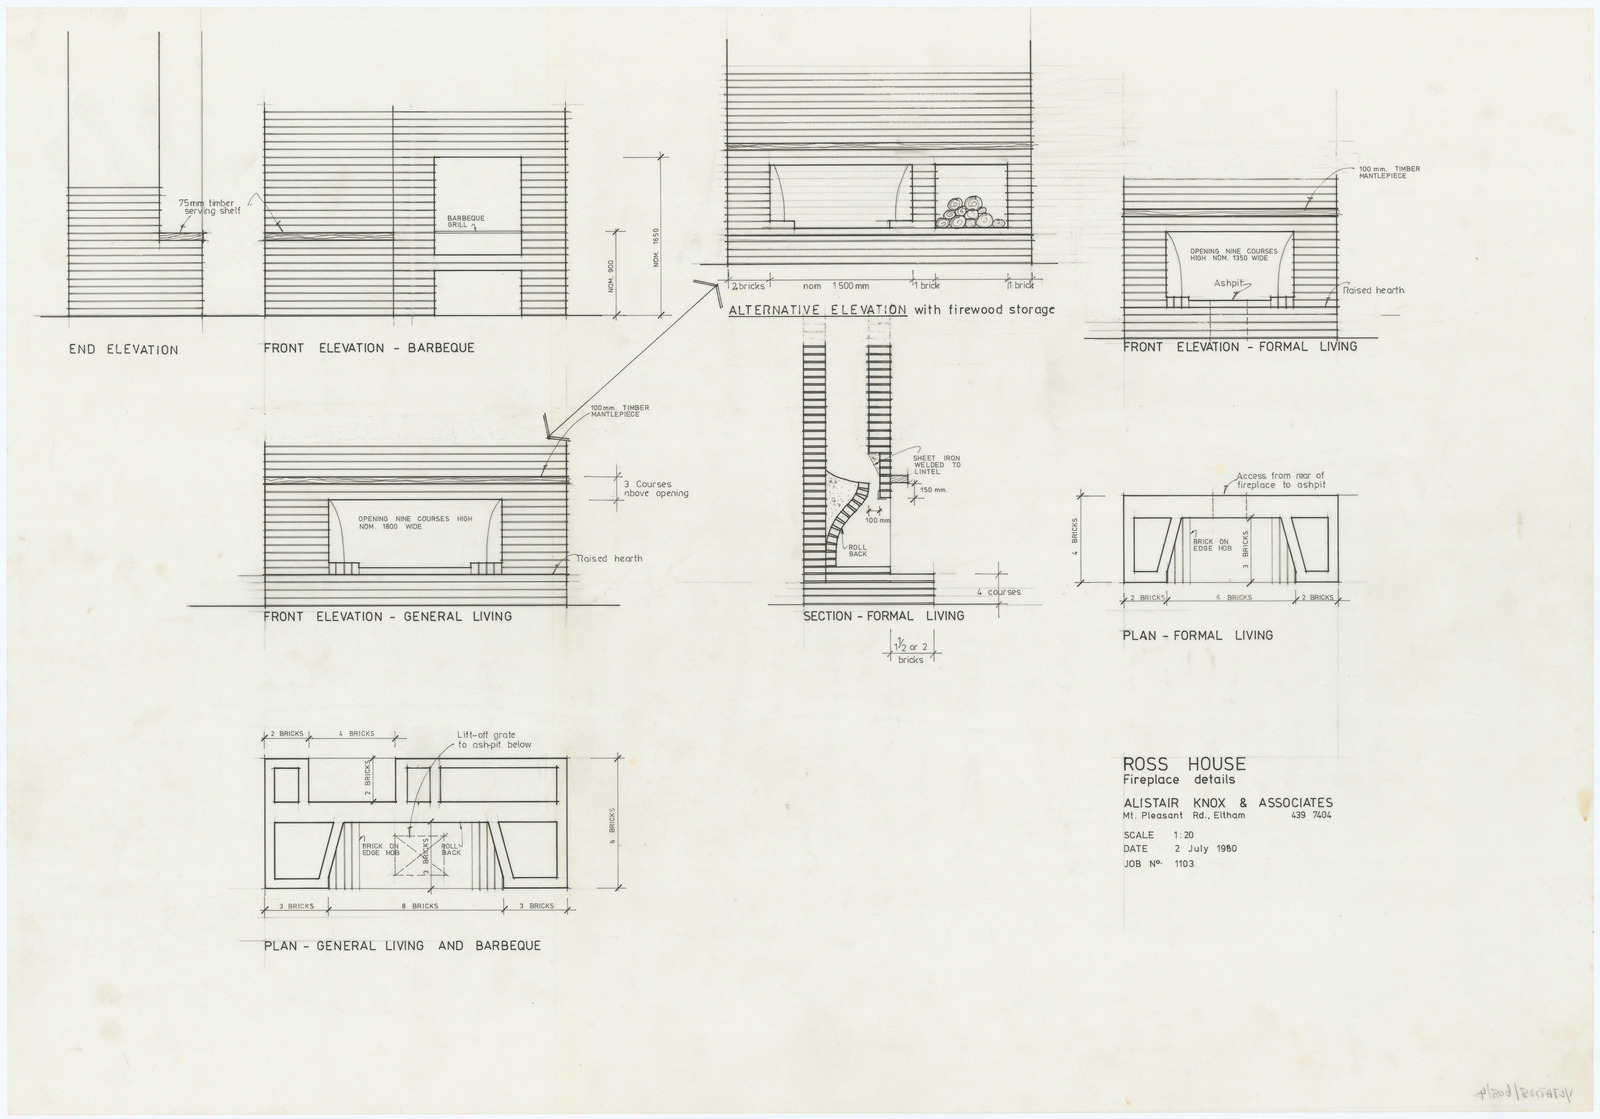 75mm timber
serving shelf
END ELEVATION
BARBEQUE
GRILL
NOM. 900
NOM. 1650
FRONT ELEVATION - BARBEQUE
2 bricks
nom 1500 mm
1 brick
1 brick
ALTERNATIVE ELEVATION with firewood storage
100 mm. TIMBER
MANTLEPIECE
OPENING NINE COURSES
HIGH NOM. 1350 WIDE
Ashpit
Raised hearth
FRONT ELEVATION - FORMAL LIVING
100 mm. TIMBER
MANTLEPIECE
3 Courses
above opening
OPENING NINE COURSES HIGH
NOM. 1800 WIDE
Raised hearth
FRONT ELEVATION - GENERAL LIVING
SHEET IRON
WELDED TO
LINTEL
150 mm.
100 mm.
ROLL
BACK
4 courses
SECTION - FORMAL LIVING
1 1/2 or 2
bricks
Access from rear of
fireplace to ashpit
4 BRICKS
BRICK ON
EDGE HOB
3 BRICKS
2 BRICKS
6 BRICKS
2 BRICKS
PLAN - FORMAL LIVING
2 BRICKS
4 BRICKS
Lift-off grate
to ash-pit below
2 BRICKS
6 BRICKS
BRICK ON
EDGE HOB
3 BRICKS
ROLL
BACK
3 BRICKS
8 BRICKS
3 BRICKS
PLAN - GENERAL LIVING AND BARBEQUE
ROSS HOUSE
Fireplace details
ALISTAIR KNOX & ASSOCIATES
Mt. Pleasant Rd., Eltham 439 7404
SCALE 1:20
DATE 2 July 1980
JOB No. 1103